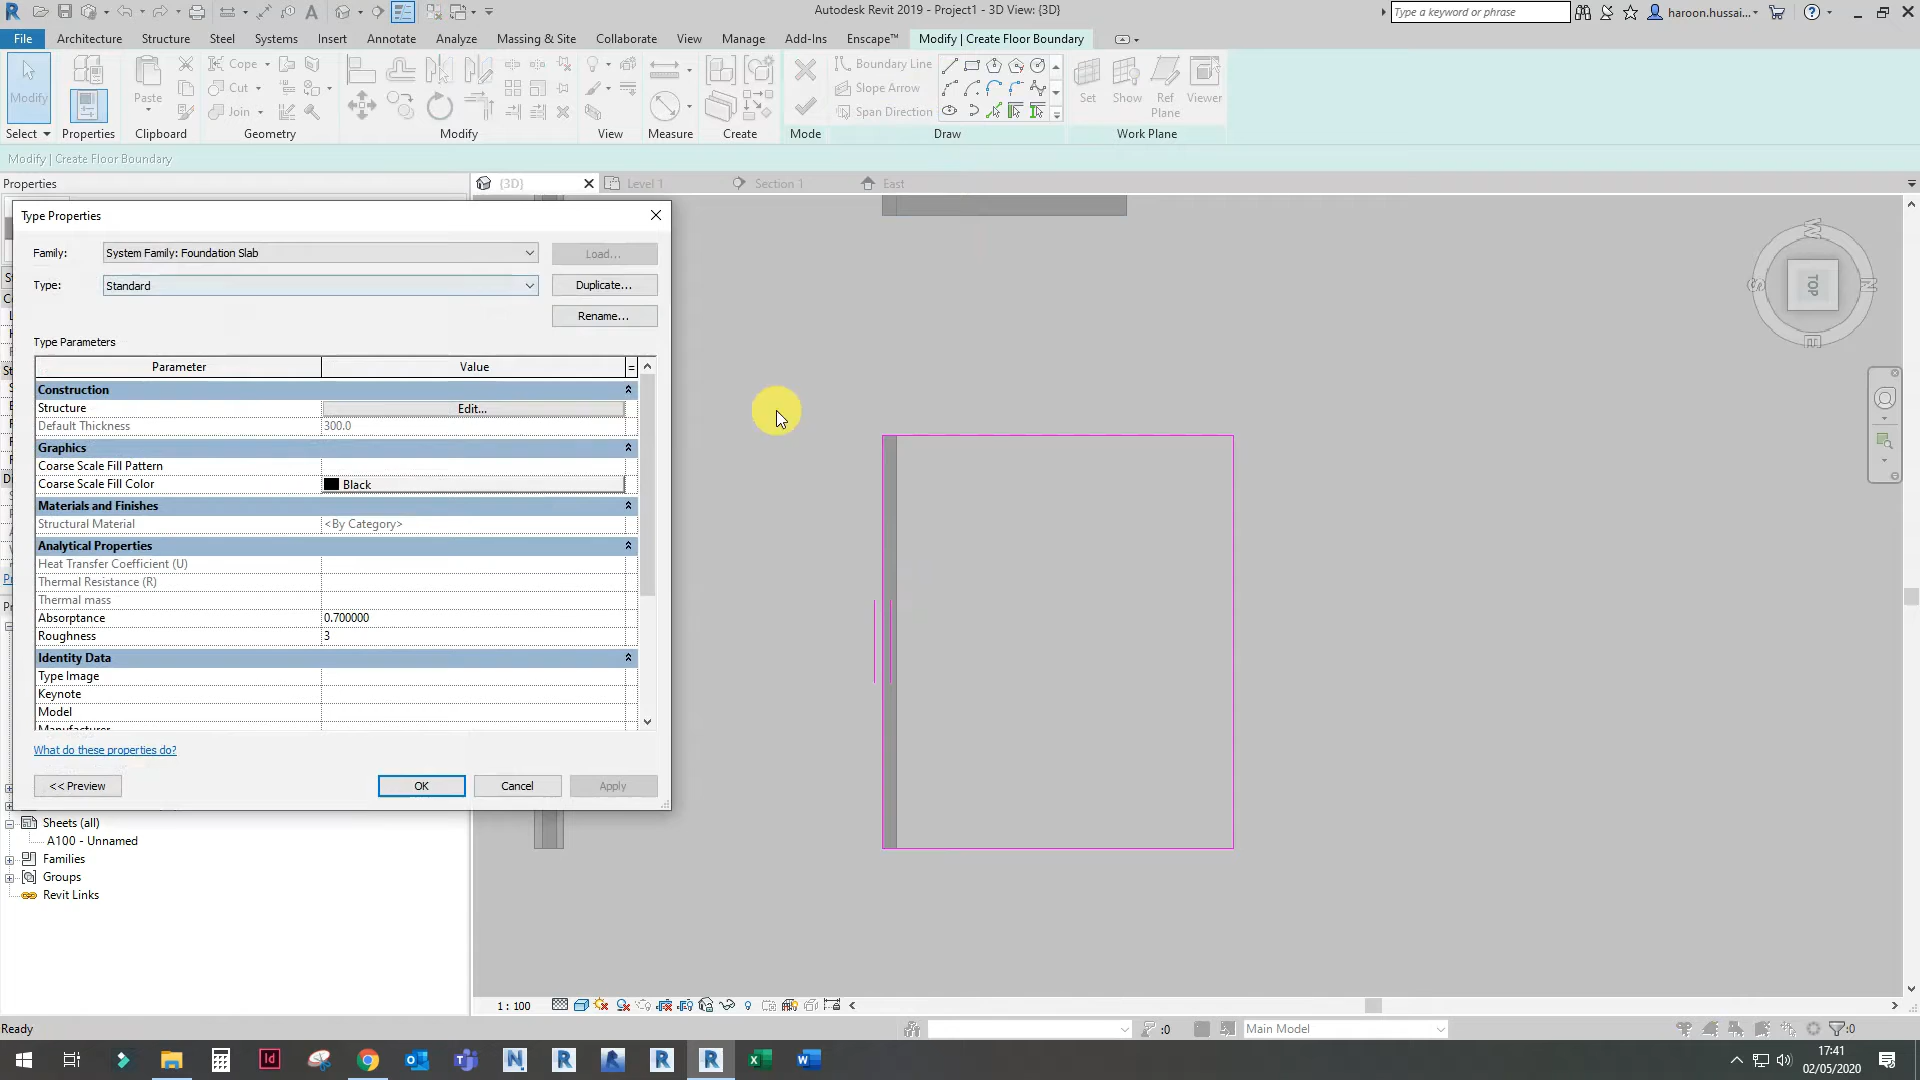 Autodesk Revit 2019 - Project1 - 3D View: {3D}
Type a keyword or phrase
haroon.hussai...
File
Architecture
Structure
Steel
Systems
Insert
Annotate
Analyze
Massing & Site
Collaborate
View
Manage
Add-Ins
Enscape™
Modify | Create Floor Boundary
Modify
Paste
Cope
Cut
Join
Boundary Line
Slope Arrow
Span Direction
Set
Show
Ref
Plane
Viewer
Select
Properties
Clipboard
Geometry
Modify
View
Measure
Create
Mode
Draw
Work Plane
Modify | Create Floor Boundary
Properties
{3D}
Level 1
Section 1
East
Type Properties
Family:
System Family: Foundation Slab
Load...
Type:
Standard
Duplicate...
Rename...
Type Parameters
Parameter
Value
=
Construction
Structure
Edit...
Default Thickness
300.0
Graphics
Coarse Scale Fill Pattern
Coarse Scale Fill Color
Black
Materials and Finishes
Structural Material
<By Category>
Analytical Properties
Heat Transfer Coefficient (U)
Thermal Resistance (R)
Thermal mass
Absorptance
0.700000
Roughness
3
Identity Data
Type Image
Keynote
Model
Manufacturer
What do these properties do?
<< Preview
OK
Cancel
Apply
Sheets (all)
A100 - Unnamed
Families
Groups
Revit Links
TOP
W
S
N
E
1 : 100
Ready
:0
Main Model
:0
17:41
02/05/2020